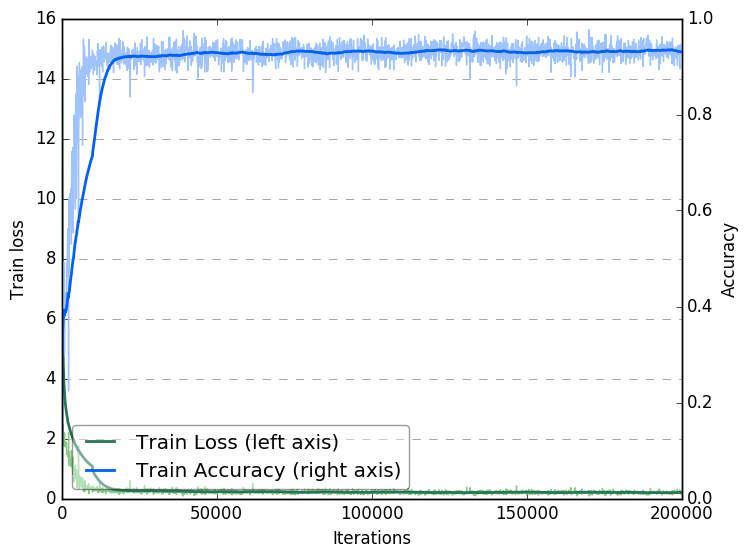 16
14
12
10
8
6
4
2
0
Train loss
1.0
0.8
0.6
0.4
0.2
0.0
Accuracy
Train Loss (left axis)
Train Accuracy (right axis)
0 50000 100000 150000 200000
Iterations